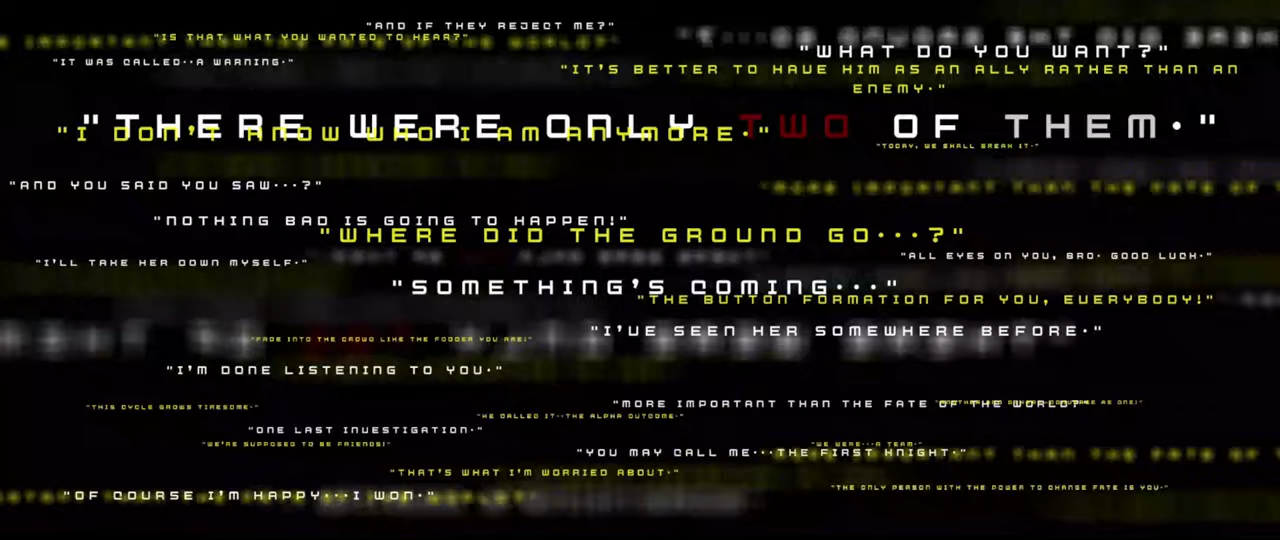 "AND IF THEY REJECT ME?"
"IS THAT WHAT YOU WANTED TO HEAR?"
"WHAT DO YOU WANT?"
"IT WAS CALLED--A WARNING."
"IT'S BETTER TO HAVE HIM AS AN ALLY RATHER THAN AN
ENEMY."
"THERE WERE ONLY TWO OF THEM."
"I DON'T KNOW WHO I AM ANYMORE."
"TODAY, WE SHALL BREAK IT."
"AND YOU SAID YOU SAW...?"
"MORE IMPORTANT THAN THE FATE OF
"NOTHING BAD IS GOING TO HAPPEN!"
"WHERE DID THE GROUND GO...?"
"ALL EYES ON YOU, BRO. GOOD LUCK."
"I'LL TAKE HER DOWN MYSELF."
"SOMETHING'S COMING..."
"THE BUTTON FORMATION FOR YOU, EVERYBODY!"
"I'VE SEEN HER SOMEWHERE BEFORE."
"FADE INTO THE CROWD LIKE THE FODDER YOU ARE!"
"I'M DONE LISTENING TO YOU."
"MORE IMPORTANT THAN THE FATE OF THE WORLD?"
"THIS CYCLE GROWS TIRESOME."
"HE CALLED IT--THE ALPHA OUTCOME."
"ONE LAST INVESTIGATION."
"WE'RE SUPPOSED TO BE FRIENDS!"
"WE WERE...A TEAM."
"YOU MAY CALL ME...THE FIRST KNIGHT."
"THAT'S WHAT I'M WORRIED ABOUT."
"THE ONLY PERSON WITH THE POWER TO CHANGE FATE IS YOU."
"OF COURSE I'M HAPPY...I WON."